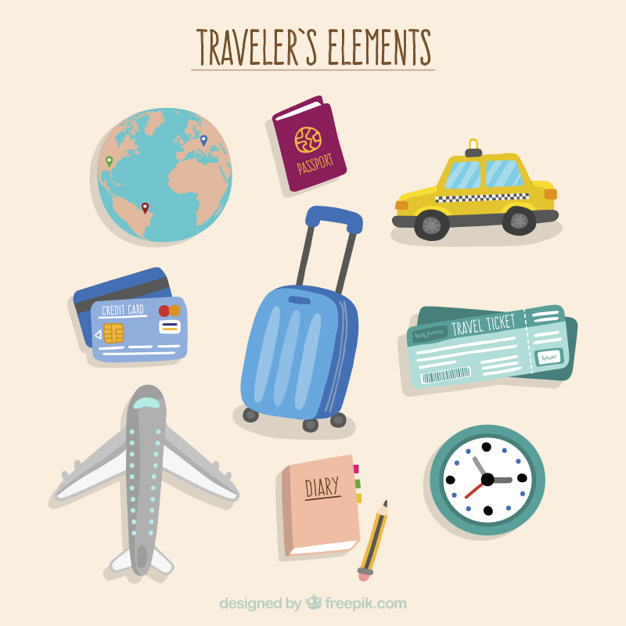 TRAVELER`S ELEMENTS
PASSPORT
CREDIT CARD
TRAVEL TICKET
DIARY
designed by freepik.com